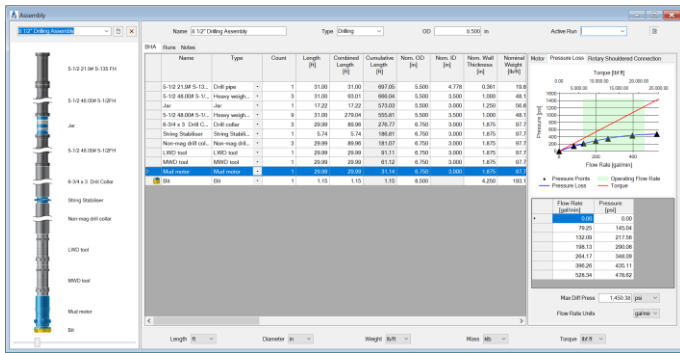 Assembly
8 1/2" Drilling Assembly
Name 8 1/2" Drilling Assembly Type Drilling OD 8.500 in Active Run
BHA Runs Notes
Name Type Count Length [ft] Combined Length [ft] Cumulative Length [ft] Nom. OD [in] Nom. ID [in] Nom. Wall Thickness [in] Nominal Weight [lb/ft]
5-1/2 21.9# S-135 Drill pipe 1 31.00 31.00 697.05 5.500 4.778 0.361 19.8
5-1/2 48.00# S-1/... Heavy weigh... 3 31.00 93.01 666.04 5.500 3.500 1.000 48.1
Jar Jar 1 17.22 17.22 573.03 5.500 3.000 1.250 56.8
5-1/2 48.00# S-1/... Heavy weigh... 9 31.00 279.04 555.81 5.500 3.500 1.000 48.1
6-3/4 x 3 Drill C... Drill collar 3 29.99 89.96 276.77 6.750 3.000 1.875 97.7
String Stabiliser String Stabili... 1 5.74 5.74 186.81 6.750 3.000 1.875 97.7
Non-mag drill col... Non-mag dril... 3 29.99 89.96 181.07 6.750 3.000 1.875 97.7
LWD tool LWD tool 1 29.99 29.99 91.11 6.750 3.000 1.875 97.7
MWD tool MWD tool 1 29.99 29.99 61.12 6.750 3.000 1.875 97.7
Mud motor Mud motor 1 29.99 29.99 31.14 6.750 3.000 1.875 97.7
Bit Bit 1 1.15 1.15 1.15 8.500 4.250 193.1
5-1/2 21.9# S-135 FH
5-1/2 48.00# S-1/2FH
Jar
5-1/2 48.00# S-1/2FH
6-3/4 x 3 Drill Collar
String Stabiliser
Non-mag drill collar
LWD tool
MWD tool
Mud motor
Bit
Motor Pressure Loss Rotary Shouldered Connection
Torque [lbf.ft]
0.00 10,000.00 20,000.00
5,000.00 15,000.00 25,000.00
Pressure [psi]
1600
1400
1200
1000
800
600
400
200
0
0 200 400
Flow Rate [gal/min]
Pressure Points Operating Flow Rate
Pressure Loss Torque
Flow Rate [gal/min] Pressure [psi]
0.00 0.00
79.25 145.04
132.09 217.56
198.13 290.08
264.17 348.09
396.26 435.11
528.34 478.62
Max Diff Press 1,450.38 psi
Flow Rate Units gal/min
Length ft Diameter in Weight lb/ft Mass klb Torque lbf.ft